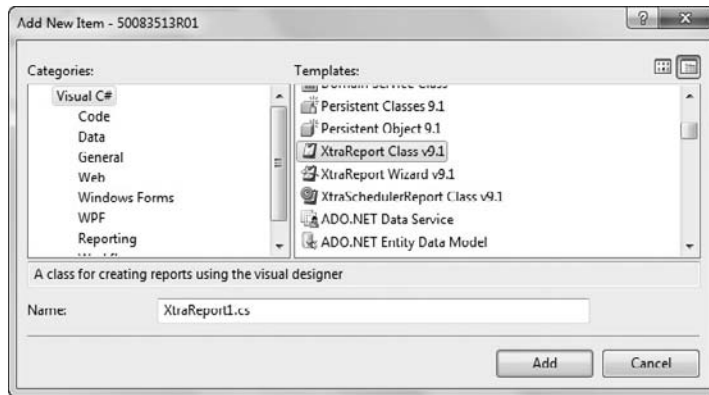 Add New Item - 50083513R01
Categories:
Templates:
Visual C#
Code
Data
General
Web
Windows Forms
WPF
Reporting
Domain Service Class
Persistent Classes 9.1
Persistent Object 9.1
XtraReport Class v9.1
XtraReport Wizard v9.1
XtraSchedulerReport Class v9.1
ADO.NET Data Service
ADO.NET Entity Data Model
A class for creating reports using the visual designer
Name:
XtraReport1.cs
Add
Cancel